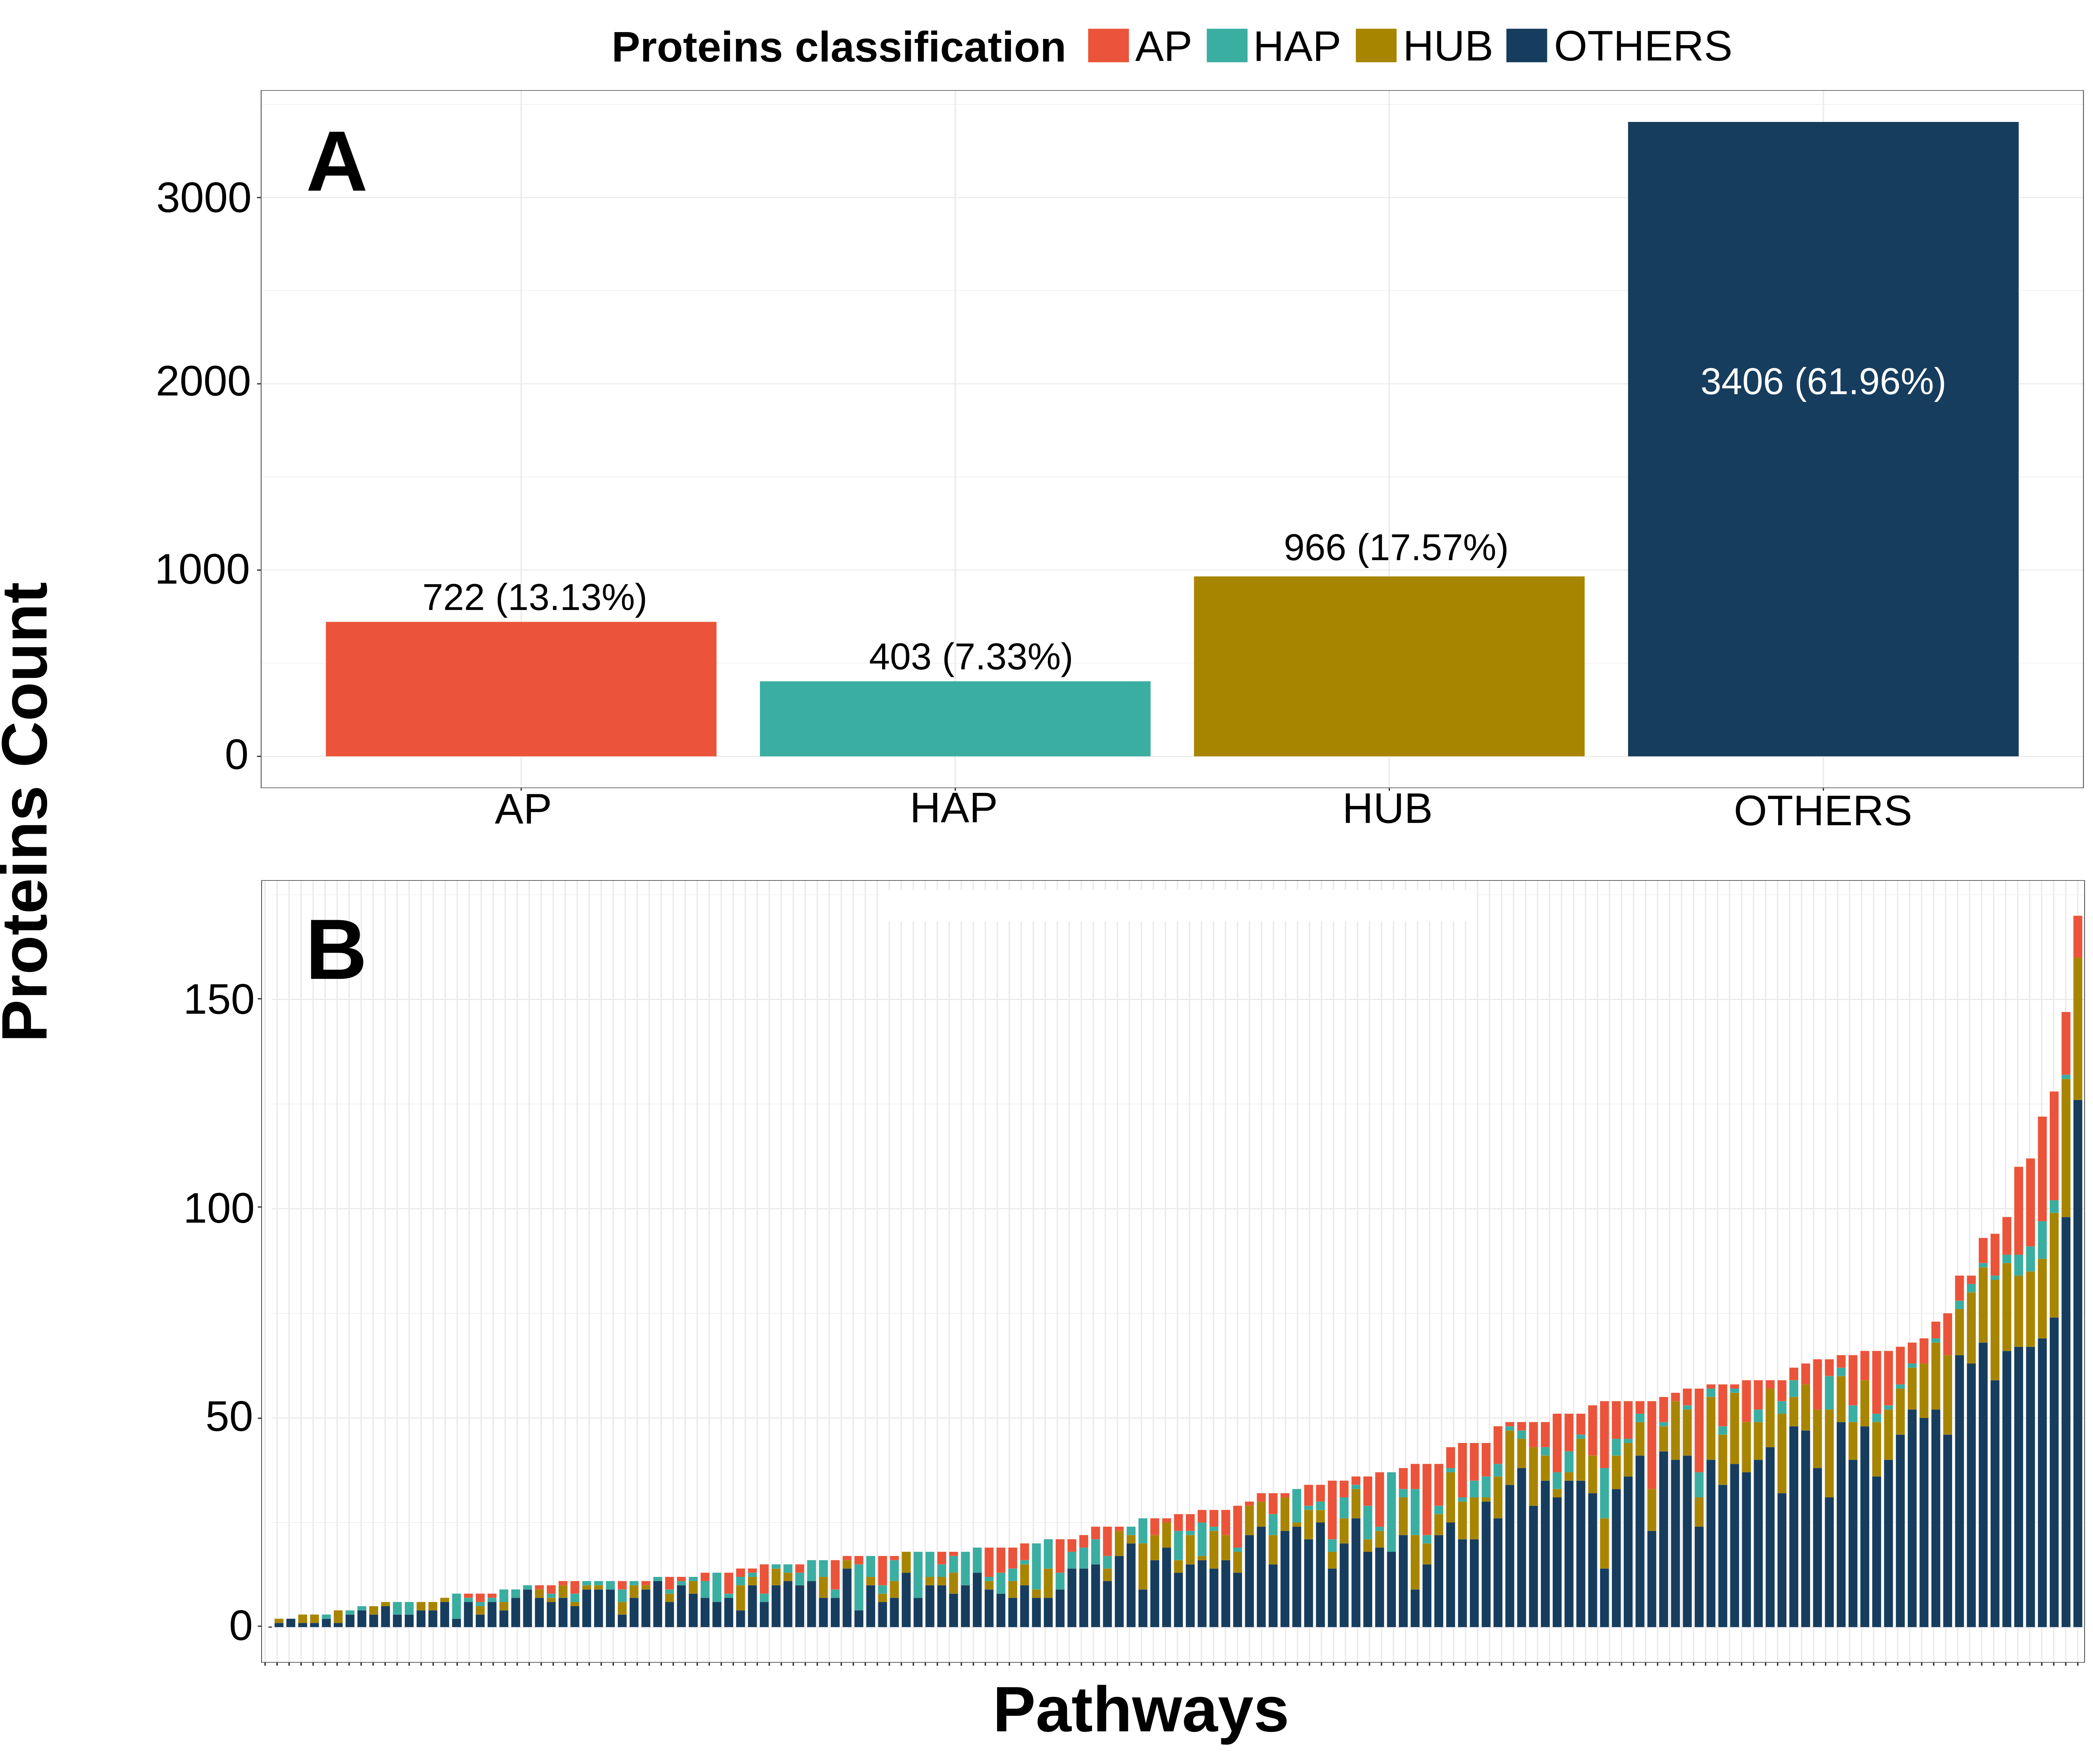 Proteins classification AP HAP HUB OTHERS
A
3000
2000
1000
0
722 (13.13%)
403 (7.33%)
966 (17.57%)
3406 (61.96%)
AP HAP HUB OTHERS
Proteins Count
B
150
100
50
0
Pathways